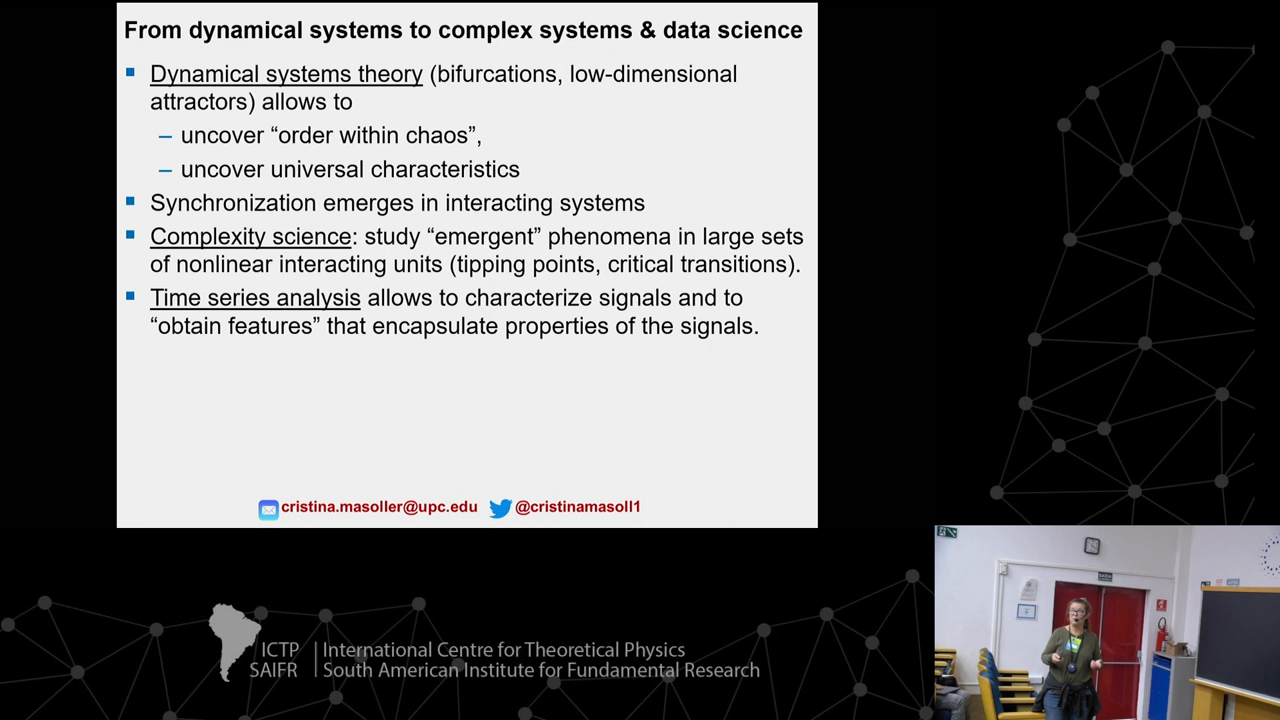 From dynamical systems to complex systems & data science
Dynamical systems theory (bifurcations, low-dimensional
attractors) allows to
– uncover “order within chaos”,
– uncover universal characteristics
Synchronization emerges in interacting systems
Complexity science: study “emergent” phenomena in large sets
of nonlinear interacting units (tipping points, critical transitions).
Time series analysis allows to characterize signals and to
“obtain features” that encapsulate properties of the signals.
cristina.masoller@upc.edu @cristinamasoll1
ICTP International Centre for Theoretical Physics
SAIFR South American Institute for Fundamental Research